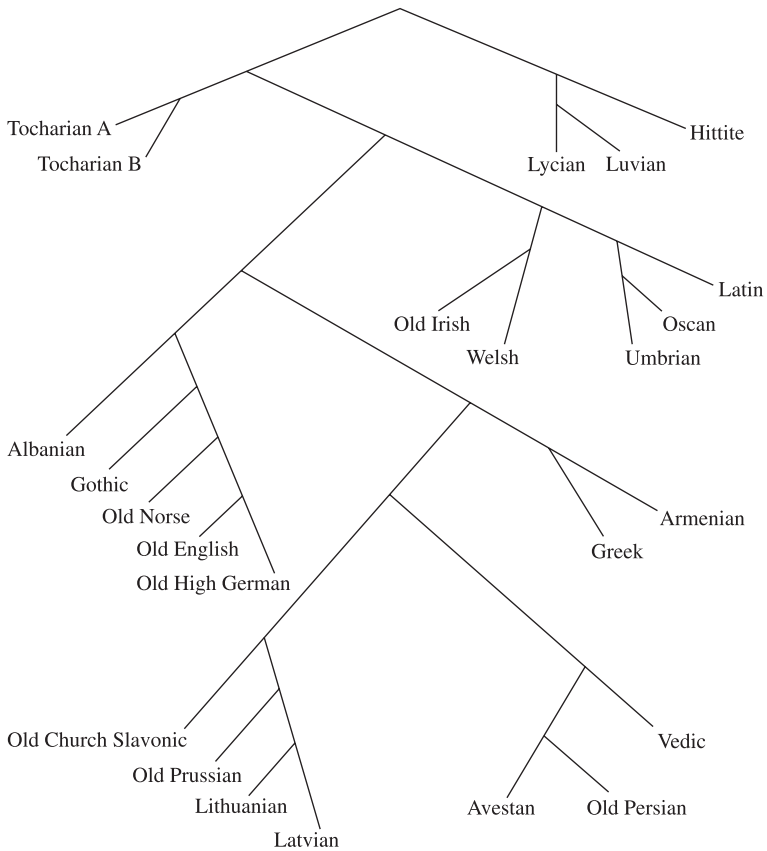 Tocharian A
Hittite
Tocharian B
Lycian
Luvian
Latin
Old Irish
Oscan
Welsh
Umbrian
Albanian
Gothic
Old Norse
Armenian
Old English
Greek
Old High German
Old Church Slavonic
Vedic
Old Prussian
Lithuanian
Avestan
Old Persian
Latvian